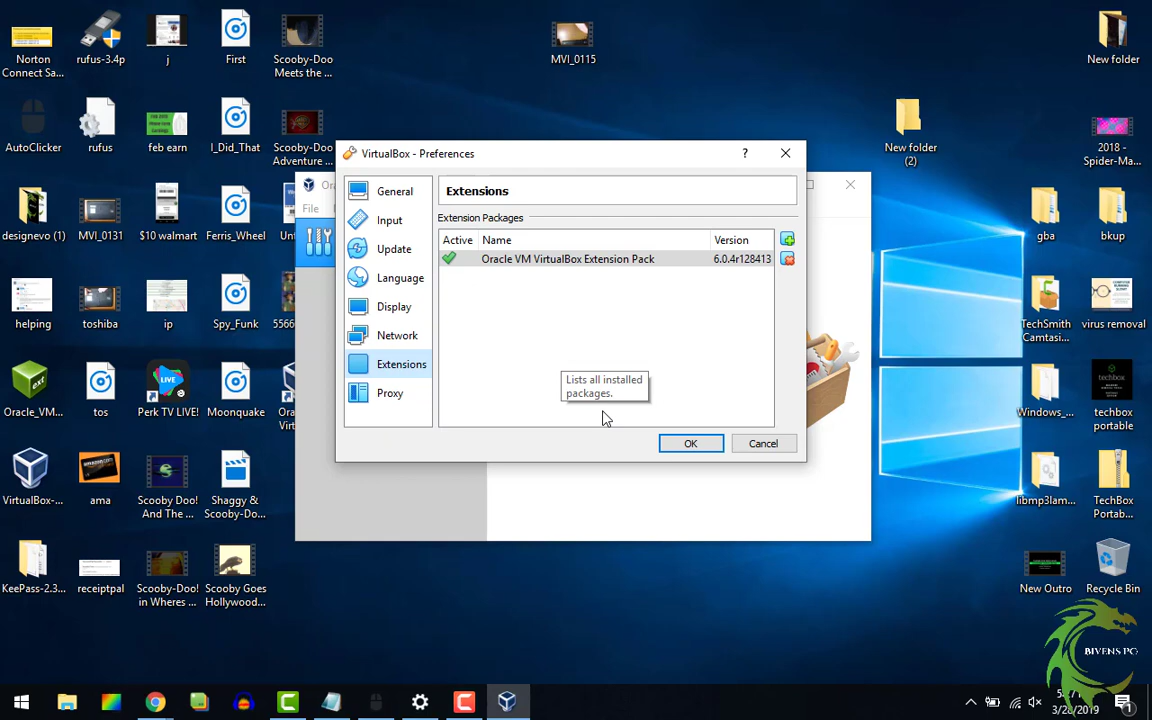 Norton
Connect Sa...
rufus-3.4p
j
First
Scooby-Doo
Meets the ...
MVI_0115
New folder
AutoClicker
rufus
feb earn
I_Did_That
Scooby-Doo
Adventure ...
New folder
(2)
2018 -
Spider-Ma...
VirtualBox - Preferences
?
General
Input
Update
Language
Display
Network
Extensions
Proxy
Extensions
Extension Packages
Active
Name
Version
Oracle VM VirtualBox Extension Pack
6.0.4r128413
Lists all installed
packages.
OK
Cancel
File
designevo (1)
MVI_0131
$10 walmart
Ferris_Wheel
gba
bkup
helping
toshiba
ip
Spy_Funk
5566
TechSmith
Camtasi...
virus removal
Oracle_VM...
tos
Perk TV LIVE!
Moonquake
Windows_...
techbox
portable
VirtualBox-...
ama
Scooby Doo!
And The ...
Shaggy &
Scooby-Do...
libmp3lam...
TechBox
Portab...
KeePass-2.3...
receiptpal
Scooby-Doo!
in Wheres ...
Scooby Goes
Hollywood...
New Outro
Recycle Bin
BIVENS PC
3/28/2019
1